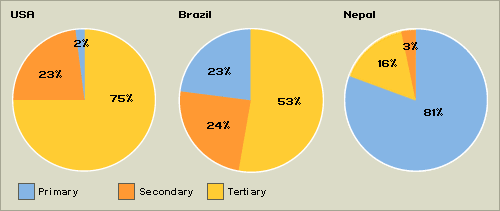 USA
Brazil
Nepal
2%
23%
75%
23%
24%
53%
3%
16%
81%
Primary
Secondary
Tertiary